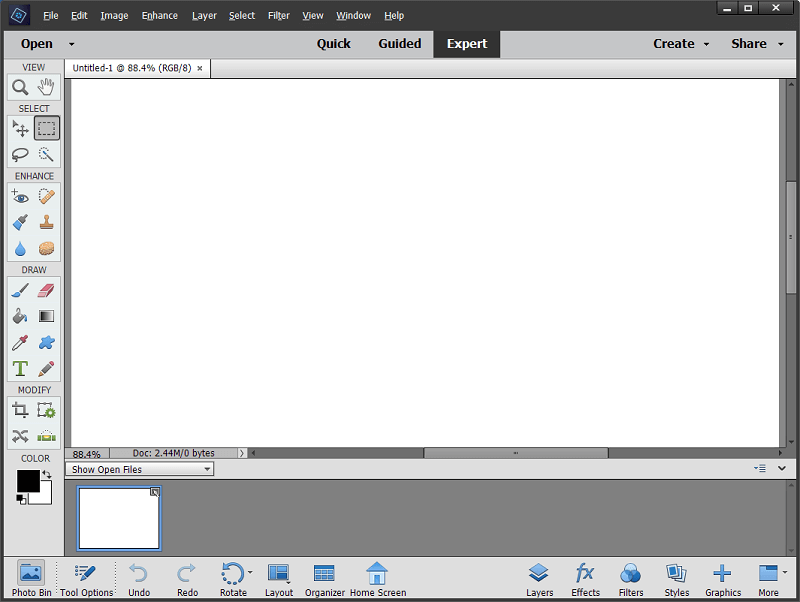 File Edit Image Enhance Layer Select Filter View Window Help
Open Quick Guided Expert Create Share
VIEW
Untitled-1 @ 88.4% (RGB/8) ×
SELECT
ENHANCE
DRAW
T
MODIFY
COLOR
88.4% Doc: 2.44M/0 bytes
Show Open Files
fx
Photo Bin Tool Options Undo Redo Rotate Layout Organizer Home Screen Layers Effects Filters Styles Graphics More